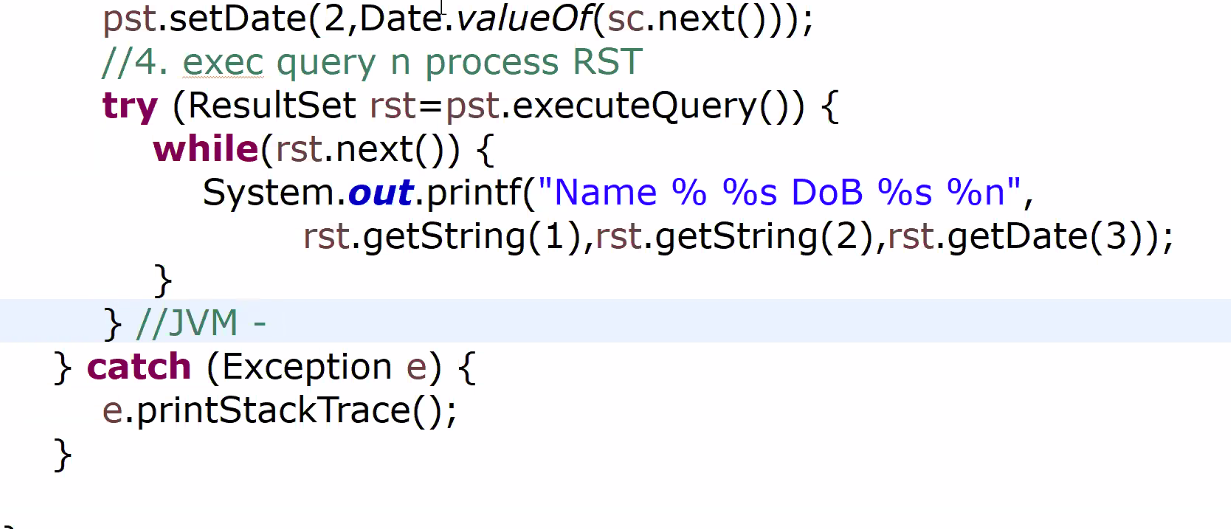 pst.setDate(2,Date.valueOf(sc.next()));
//4. exec query n process RST
try (ResultSet rst=pst.executeQuery()) {
while(rst.next()) {
System.out.printf("Name % %s DoB %s %n",
rst.getString(1),rst.getString(2),rst.getDate(3));
}
} //JVM -
} catch (Exception e) {
e.printStackTrace();
}